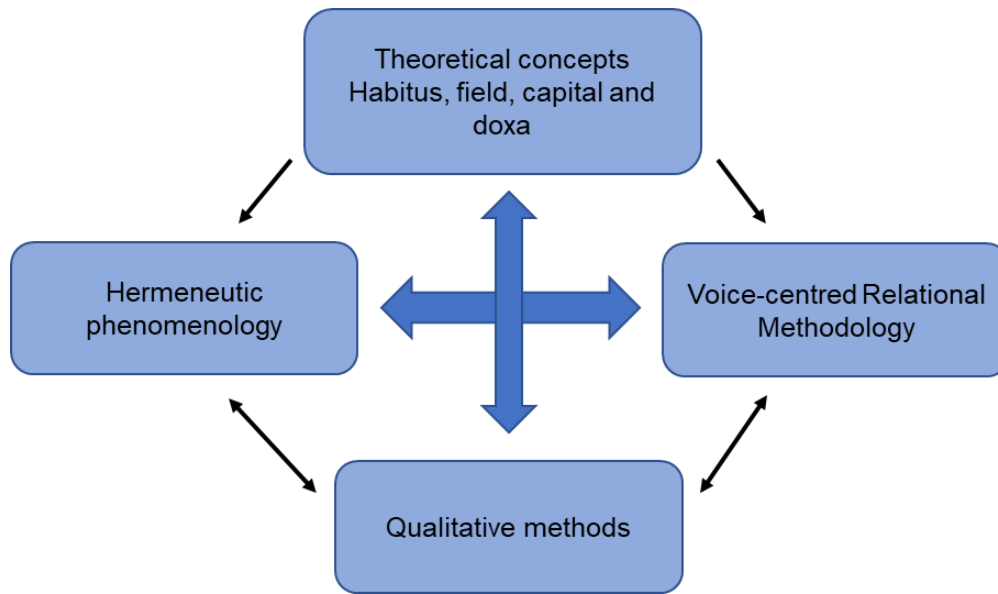 Theoretical concepts
Habitus, field, capital and
doxa
Hermeneutic
phenomenology
Voice-centred Relational
Methodology
Qualitative methods